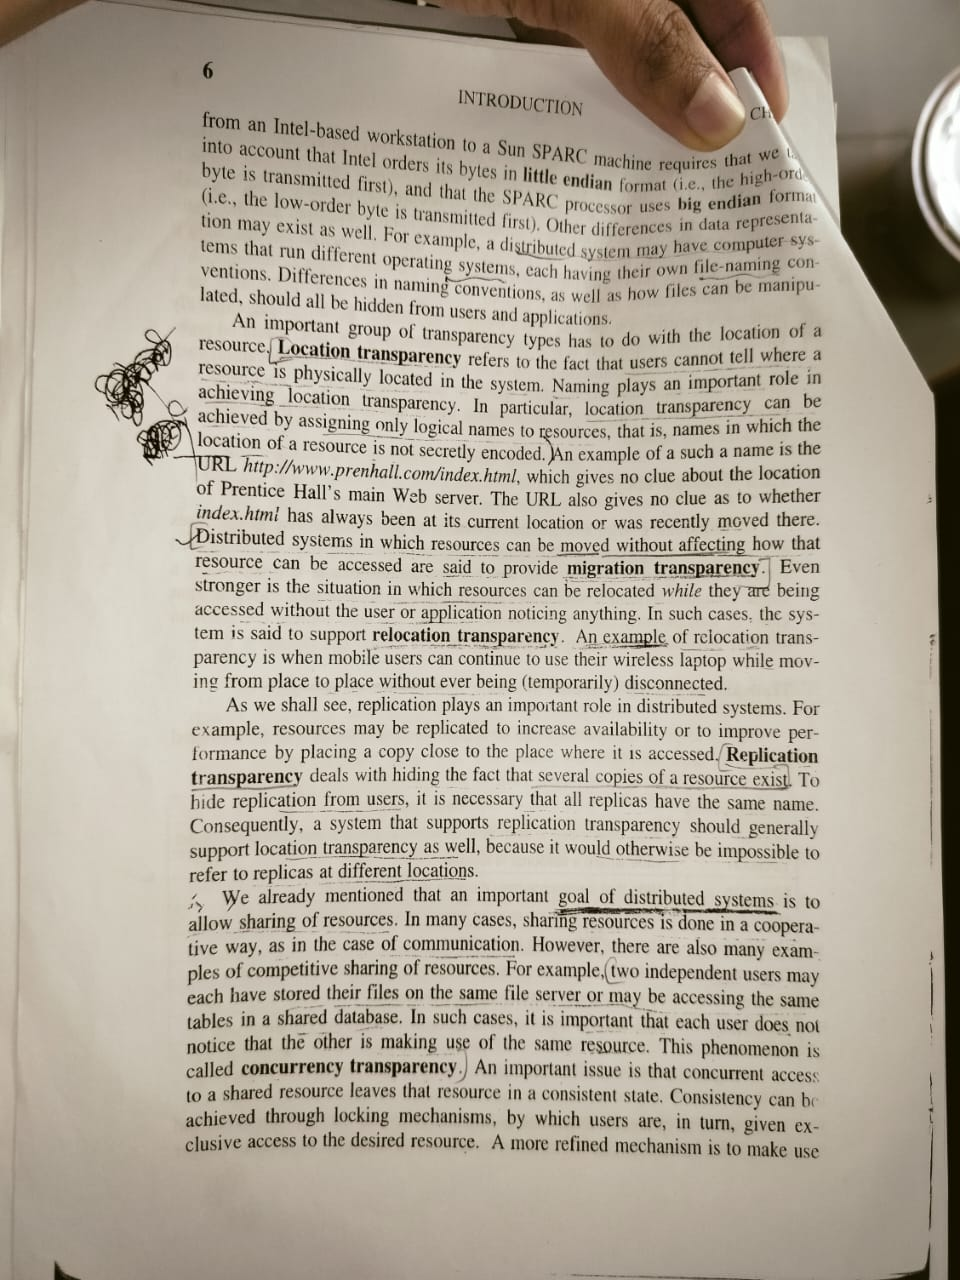 6
INTRODUCTION
CH
from an Intel-based workstation to a Sun SPARC machine requires that we
into account that Intel orders its bytes in little endian format (i.e., the high-orde
byte is transmitted first), and that the SPARC processor uses big endian format
(i.e., the low-order byte is transmitted first). Other differences in data representa-
tion may exist as well. For example, a distributed system may have computer sys-
tems that run different operating systems, each having their own file-naming con-
ventions. Differences in naming conventions, as well as how files can be manipu-
lated, should all be hidden from users and applications.
An important group of transparency types has to do with the location of a
resource. Location transparency refers to the fact that users cannot tell where a
resource is physically located in the system. Naming plays an important role in
achieving location transparency. In particular, location transparency can be
achieved by assigning only logical names to resources, that is, names in which the
location of a resource is not secretly encoded. An example of a such a name is the
URL http://www.prenhall.com/index.html, which gives no clue about the location
of Prentice Hall's main Web server. The URL also gives no clue as to whether
index.html has always been at its current location or was recently moved there.
Distributed systems in which resources can be moved without affecting how that
resource can be accessed are said to provide migration transparency. Even
stronger is the situation in which resources can be relocated while they are being
accessed without the user or application noticing anything. In such cases, the sys-
tem is said to support relocation transparency. An example of relocation trans-
parency is when mobile users can continue to use their wireless laptop while mov-
ing from place to place without ever being (temporarily) disconnected.
As we shall see, replication plays an important role in distributed systems. For
example, resources may be replicated to increase availability or to improve per-
formance by placing a copy close to the place where it is accessed. Replication
transparency deals with hiding the fact that several copies of a resource exist. To
hide replication from users, it is necessary that all replicas have the same name.
Consequently, a system that supports replication transparency should generally
support location transparency as well, because it would otherwise be impossible to
refer to replicas at different locations.
We already mentioned that an important goal of distributed systems is to
allow sharing of resources. In many cases, sharing resources is done in a coopera-
tive way, as in the case of communication. However, there are also many exam-
ples of competitive sharing of resources. For example, two independent users may
each have stored their files on the same file server or may be accessing the same
tables in a shared database. In such cases, it is important that each user does not
notice that the other is making use of the same resource. This phenomenon is
called concurrency transparency. An important issue is that concurrent access
to a shared resource leaves that resource in a consistent state. Consistency can be
achieved through locking mechanisms, by which users are, in turn, given ex-
clusive access to the desired resource. A more refined mechanism is to make use